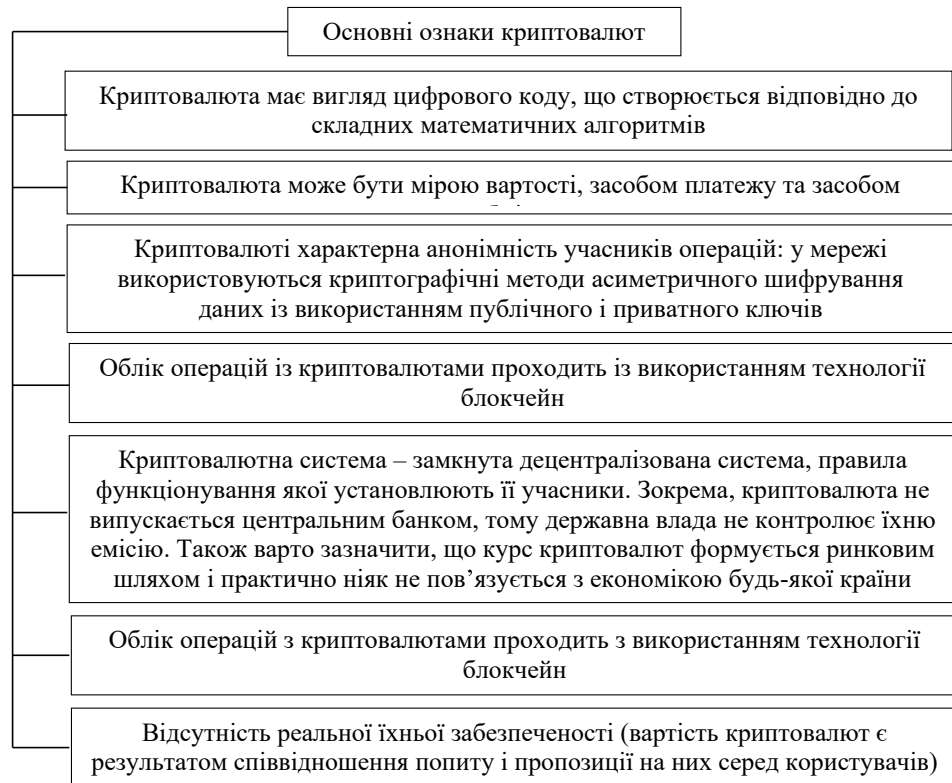 Основні ознаки криптовалют
Криптовалюта має вигляд цифрового коду, що створюється відповідно до
складних математичних алгоритмів
Криптовалюта може бути мірою вартості, засобом платежу та засобом
Криптовалюті характерна анонімність учасників операцій: у мережі
використовуються криптографічні методи асиметричного шифрування
даних із використанням публічного і приватного ключів
Облік операцій із криптовалютами проходить із використанням технології
блокчейн
Криптовалютна система – замкнута децентралізована система, правила
функціонування якої установлюють її учасники. Зокрема, криптовалюта не
випускається центральним банком, тому державна влада не контролює їхню
емісію. Також варто зазначити, що курс криптовалют формується ринковим
шляхом і практично ніяк не пов’язується з економікою будь-якої країни
Облік операцій з криптовалютами проходить з використанням технології
блокчейн
Відсутність реальної їхньої забезпеченості (вартість криптовалют є
результатом співвідношення попиту і пропозиції на них серед користувачів)